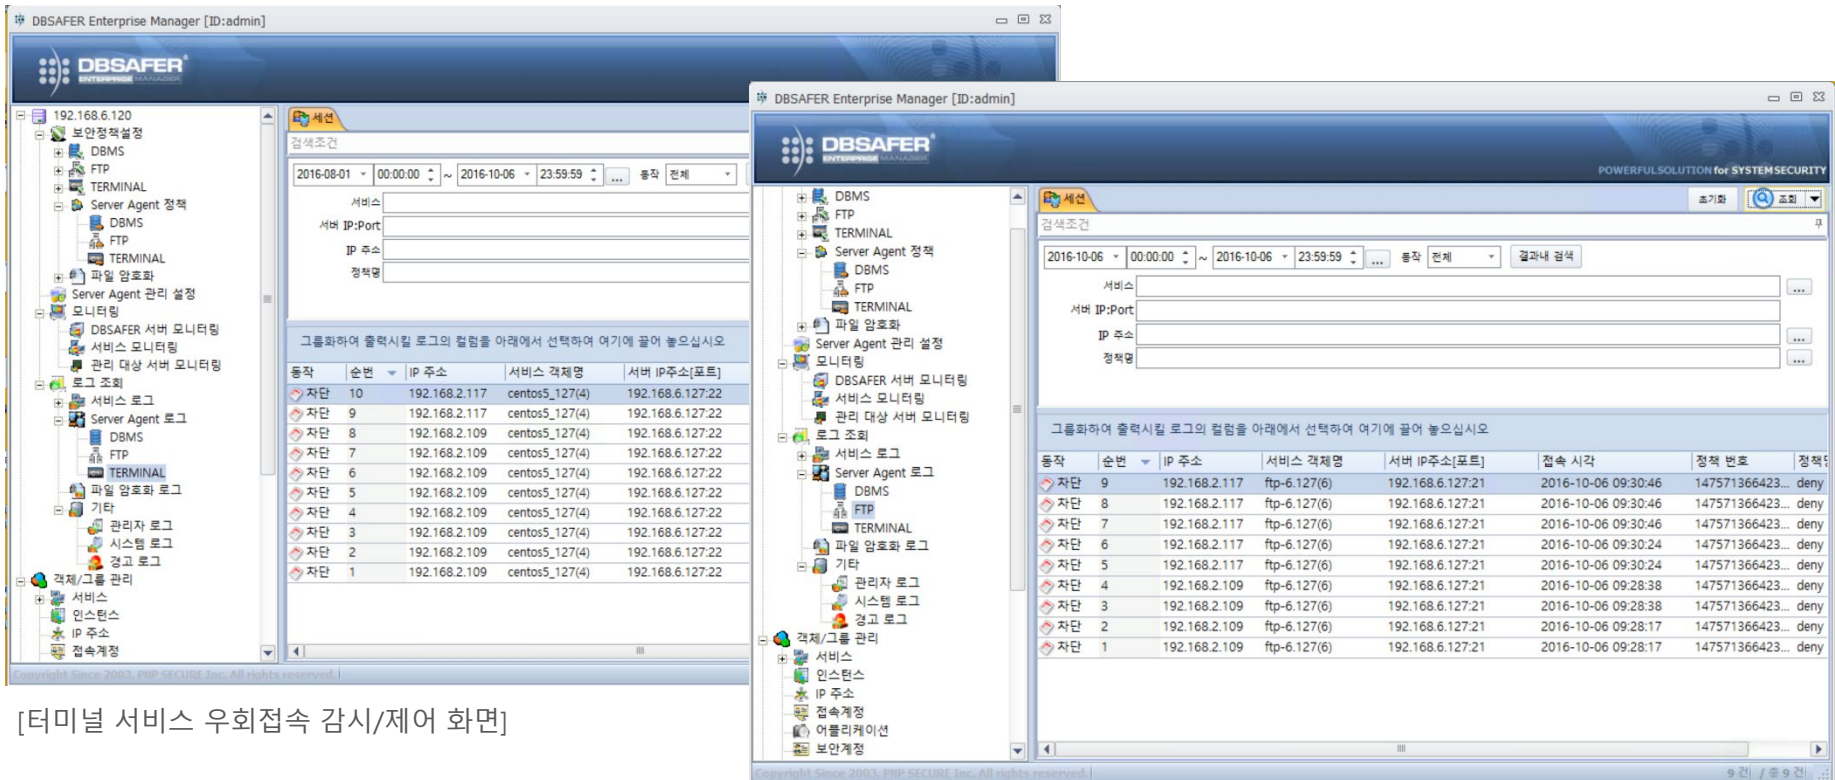 DBSAFER Enterprise Manager [ID:admin]
DBSAFER
ENTERPRISE MANAGER
192.168.6.120
보안정책설정
DBMS
FTP
TERMINAL
Server Agent 정책
DBMS
FTP
TERMINAL
파일 암호화
Server Agent 관리 설정
모니터링
DBSAFER 서버 모니터링
서비스 모니터링
관리 대상 서버 모니터링
로그 조회
서비스 로그
Server Agent 로그
DBMS
FTP
TERMINAL
파일 암호화 로그
기타
관리자 로그
시스템 로그
경고 로그
객체/그룹 관리
서비스
인스턴스
IP 주소
접속계정
세션
검색조건
2016-08-01 00:00:00 ~ 2016-10-06 23:59:59 ... 동작 전체
서비스
서버 IP:Port
IP 주소
정책명
그룹화하여 출력시킬 로그의 컬럼을 아래에서 선택하여 여기에 끌어 놓으십시오
동작 순번 IP 주소 서비스 객체명 서버 IP주소[포트]
차단 10 192.168.2.117 centos5_127(4) 192.168.6.127:22
차단 9 192.168.2.117 centos5_127(4) 192.168.6.127:22
차단 8 192.168.2.109 centos5_127(4) 192.168.6.127:22
차단 7 192.168.2.109 centos5_127(4) 192.168.6.127:22
차단 6 192.168.2.109 centos5_127(4) 192.168.6.127:22
차단 5 192.168.2.109 centos5_127(4) 192.168.6.127:22
차단 4 192.168.2.109 centos5_127(4) 192.168.6.127:22
차단 3 192.168.2.109 centos5_127(4) 192.168.6.127:22
차단 2 192.168.2.109 centos5_127(4) 192.168.6.127:22
차단 1 192.168.2.109 centos5_127(4) 192.168.6.127:22
Copyright Since 2003, PNP SECURE Inc. All rights reserved.
[터미널 서비스 우회접속 감시/제어 화면]
DBSAFER Enterprise Manager [ID:admin]
DBSAFER
ENTERPRISE MANAGER
POWERFUL SOLUTION for SYSTEM SECURITY
DBMS
FTP
TERMINAL
Server Agent 정책
DBMS
FTP
TERMINAL
파일 암호화
Server Agent 관리 설정
모니터링
DBSAFER 서버 모니터링
서비스 모니터링
관리 대상 서버 모니터링
로그 조회
서비스 로그
Server Agent 로그
DBMS
FTP
TERMINAL
파일 암호화 로그
기타
관리자 로그
시스템 로그
경고 로그
객체/그룹 관리
서비스
인스턴스
IP 주소
접속계정
어플리케이션
보안계정
세션 초기화 조회
검색조건
2016-10-06 00:00:00 ~ 2016-10-06 23:59:59 ... 동작 전체 결과내 검색
서비스 ...
서버 IP:Port
IP 주소 ...
정책명 ...
그룹화하여 출력시킬 로그의 컬럼을 아래에서 선택하여 여기에 끌어 놓으십시오
동작 순번 IP 주소 서비스 객체명 서버 IP주소[포트] 접속 시각 정책 번호 정책
차단 9 192.168.2.117 ftp-6.127(6) 192.168.6.127:21 2016-10-06 09:30:46 147571366423... deny
차단 8 192.168.2.117 ftp-6.127(6) 192.168.6.127:21 2016-10-06 09:30:46 147571366423... deny
차단 7 192.168.2.117 ftp-6.127(6) 192.168.6.127:21 2016-10-06 09:30:46 147571366423... deny
차단 6 192.168.2.117 ftp-6.127(6) 192.168.6.127:21 2016-10-06 09:30:24 147571366423... deny
차단 5 192.168.2.117 ftp-6.127(6) 192.168.6.127:21 2016-10-06 09:30:24 147571366423... deny
차단 4 192.168.2.109 ftp-6.127(6) 192.168.6.127:21 2016-10-06 09:28:38 147571366423... deny
차단 3 192.168.2.109 ftp-6.127(6) 192.168.6.127:21 2016-10-06 09:28:38 147571366423... deny
차단 2 192.168.2.109 ftp-6.127(6) 192.168.6.127:21 2016-10-06 09:28:17 147571366423... deny
차단 1 192.168.2.109 ftp-6.127(6) 192.168.6.127:21 2016-10-06 09:28:17 147571366423... deny
Copyright Since 2003, PNP SECURE Inc. All rights reserved.
9 건 / 총 9 건